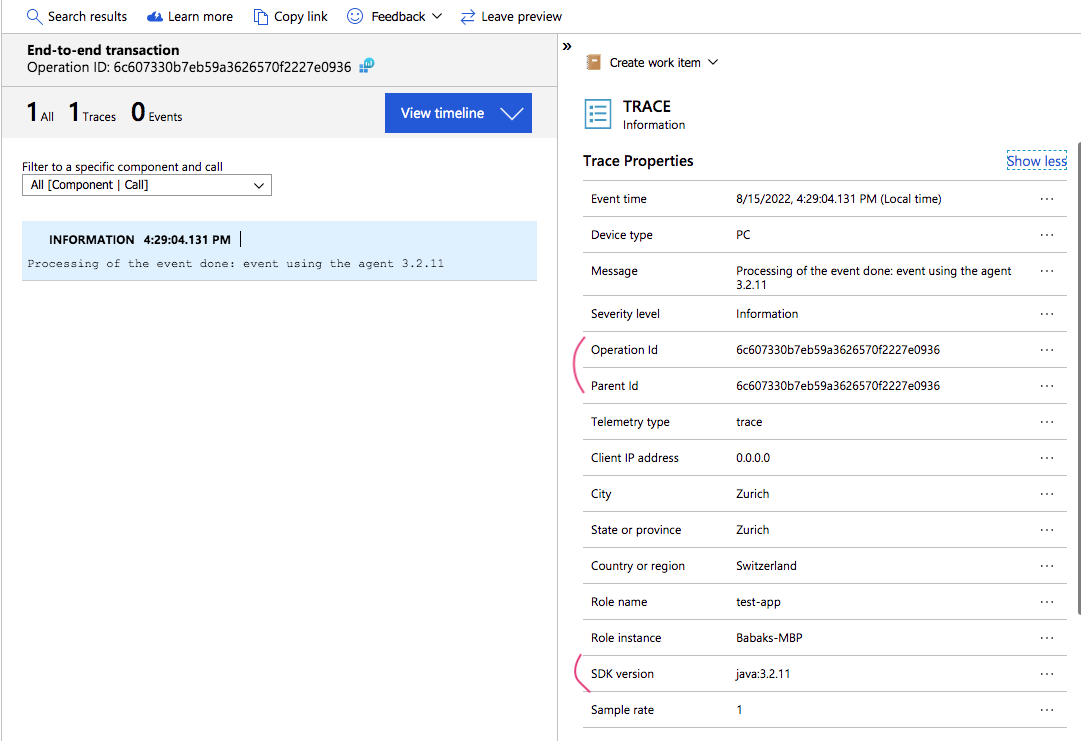 Search results Learn more Copy link Feedback Leave preview
End-to-end transaction
Operation ID: 6c607330b7eb59a3626570f2227e0936
1 All 1 Traces 0 Events
View timeline
Filter to a specific component and call
All [Component | Call]
INFORMATION 4:29:04.131 PM
Processing of the event done: event using the agent 3.2.11
»
Create work item
TRACE
Information
Trace Properties Show less
Event time 8/15/2022, 4:29:04.131 PM (Local time) ...
Device type PC ...
Message Processing of the event done: event using the agent ...
3.2.11
Severity level Information ...
Operation Id 6c607330b7eb59a3626570f2227e0936 ...
Parent Id 6c607330b7eb59a3626570f2227e0936 ...
Telemetry type trace ...
Client IP address 0.0.0.0 ...
City Zurich ...
State or province Zurich ...
Country or region Switzerland ...
Role name test-app ...
Role instance Babaks-MBP ...
SDK version java:3.2.11 ...
Sample rate 1 ...